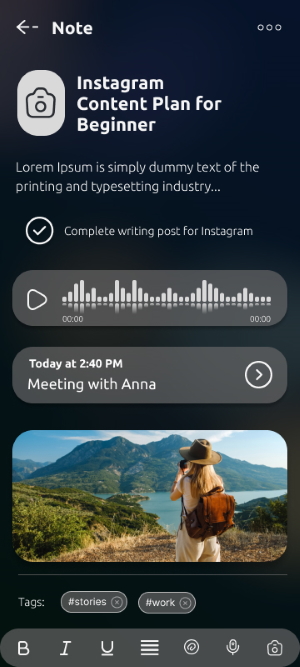 Note
Instagram
Content Plan for
Beginner
Lorem Ipsum is simply dummy text of the
printing and typesetting industry...
Complete writing post for Instagram
00:00 00:00
Today at 2:40 PM
Meeting with Anna
Tags: #stories #work
B I U